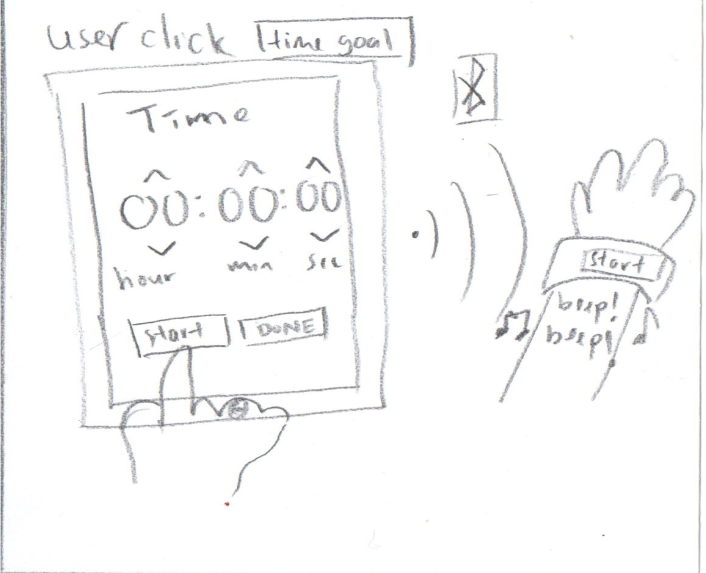 user click time goal
Time
00:00:00
hour min sec
start DONE
start
beep!
beep!